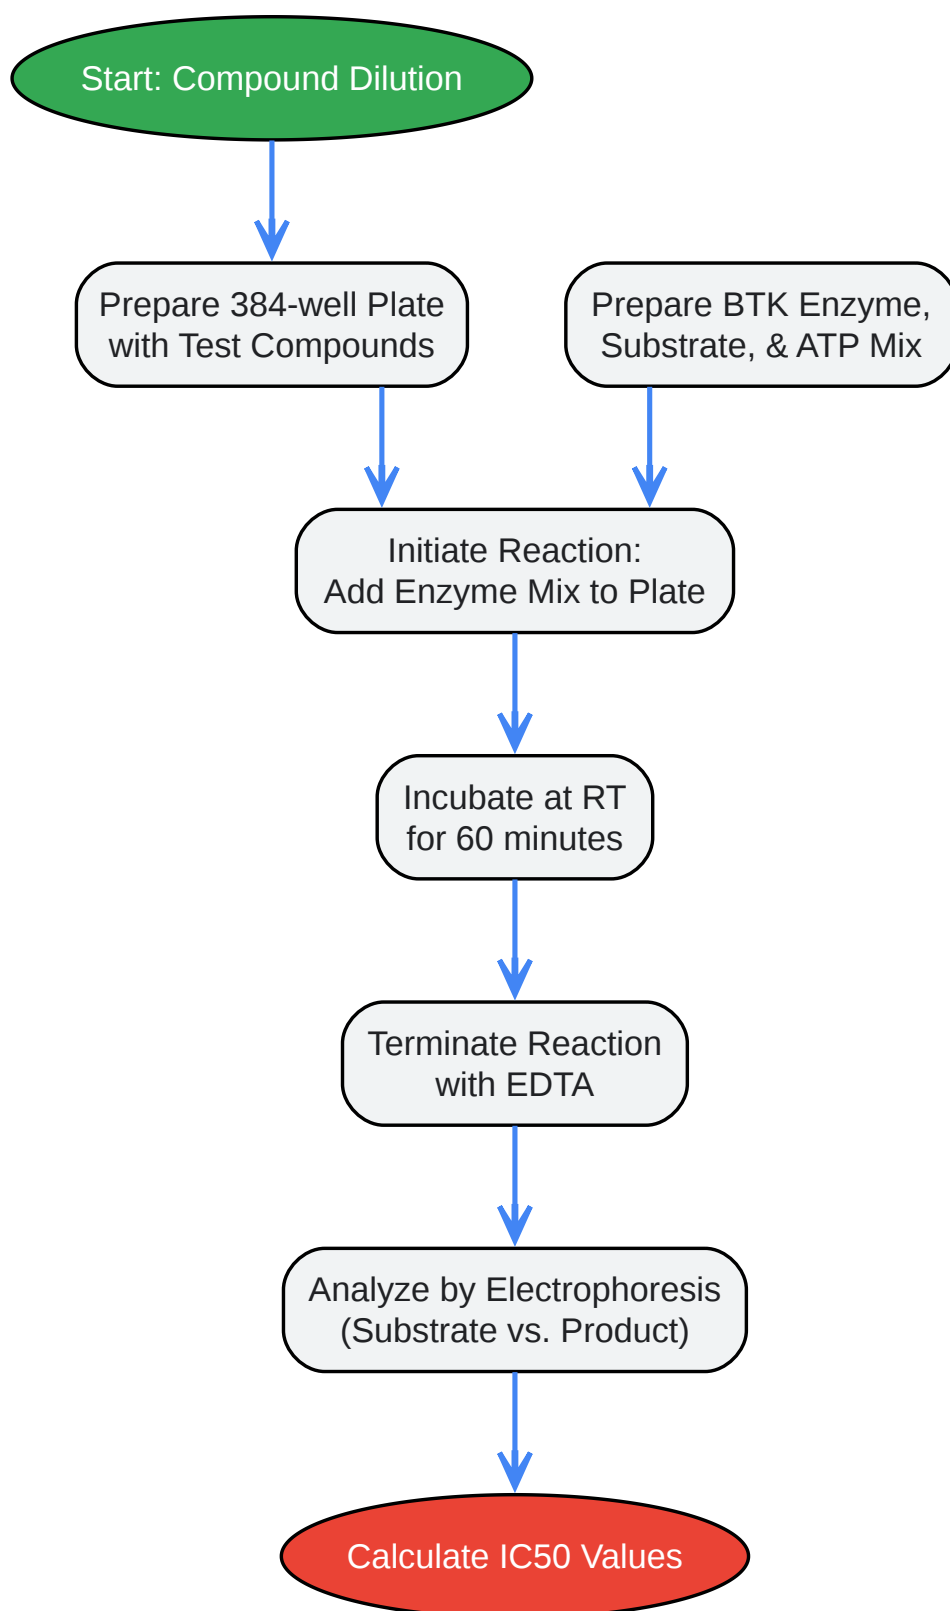 Start: Compound Dilution
Prepare 384-well Plate
with Test Compounds
Prepare BTK Enzyme,
Substrate, & ATP Mix
Initiate Reaction:
Add Enzyme Mix to Plate
Incubate at RT
for 60 minutes
Terminate Reaction
with EDTA
Analyze by Electrophoresis
(Substrate vs. Product)
Calculate IC50 Values